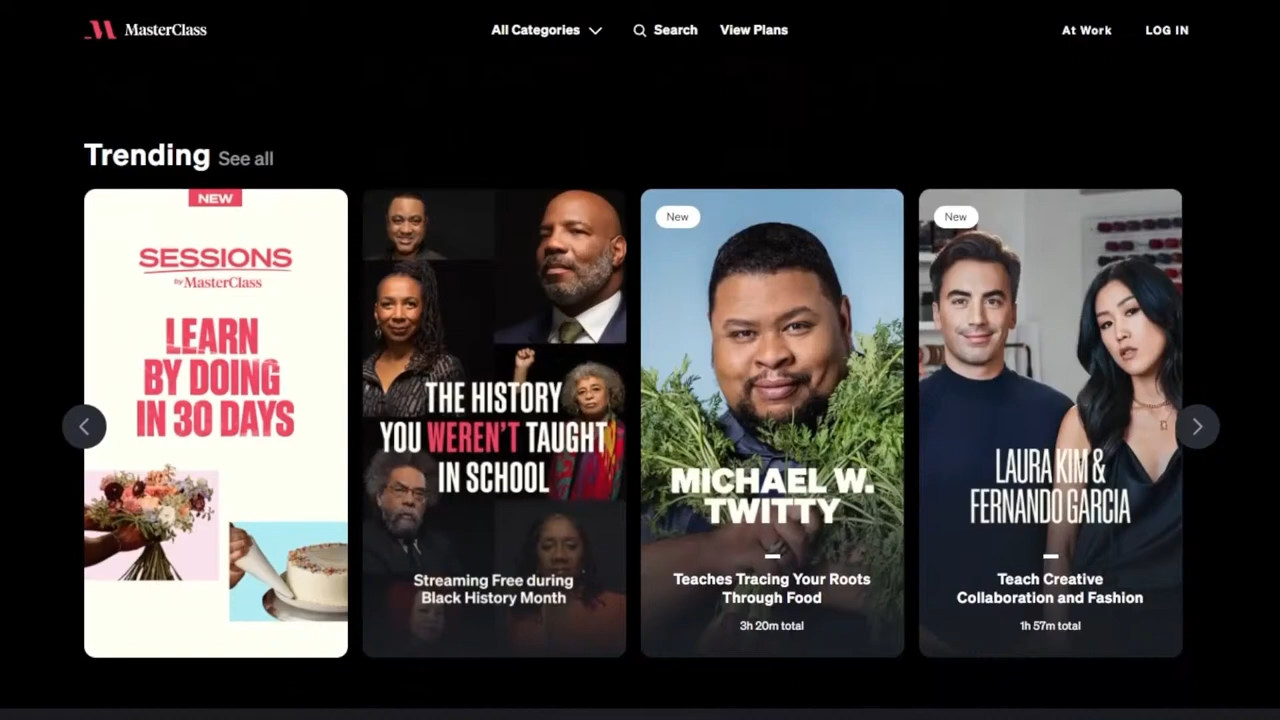 MasterClass
All Categories
Search
View Plans
At Work
LOG IN
Trending See all
NEW
SESSIONS
by MasterClass
LEARN
BY DOING
IN 30 DAYS
THE HISTORY
YOU WEREN'T TAUGHT
IN SCHOOL
Streaming Free during
Black History Month
New
MICHAEL W.
TWITTY
Teaches Tracing Your Roots
Through Food
3h 20m total
New
LAURA KIM &
FERNANDO GARCIA
Teach Creative
Collaboration and Fashion
1h 57m total